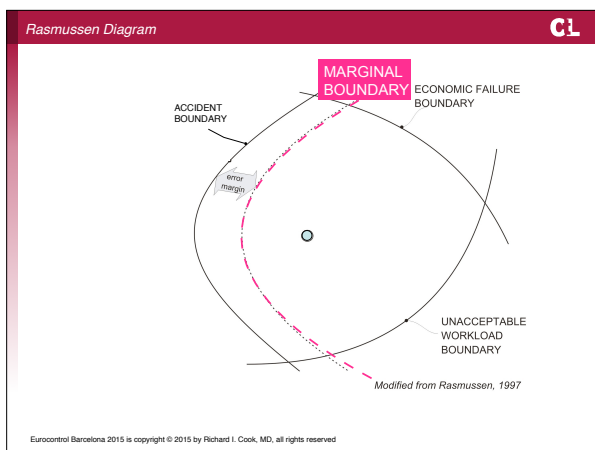 Rasmussen Diagram
CtL
MARGINAL
BOUNDARY
ECONOMIC FAILURE
BOUNDARY
ACCIDENT
BOUNDARY
error
margin
UNACCEPTABLE
WORKLOAD
BOUNDARY
Modified from Rasmussen, 1997
Eurocontrol Barcelona 2015 is copyright © 2015 by Richard I. Cook, MD, all rights reserved